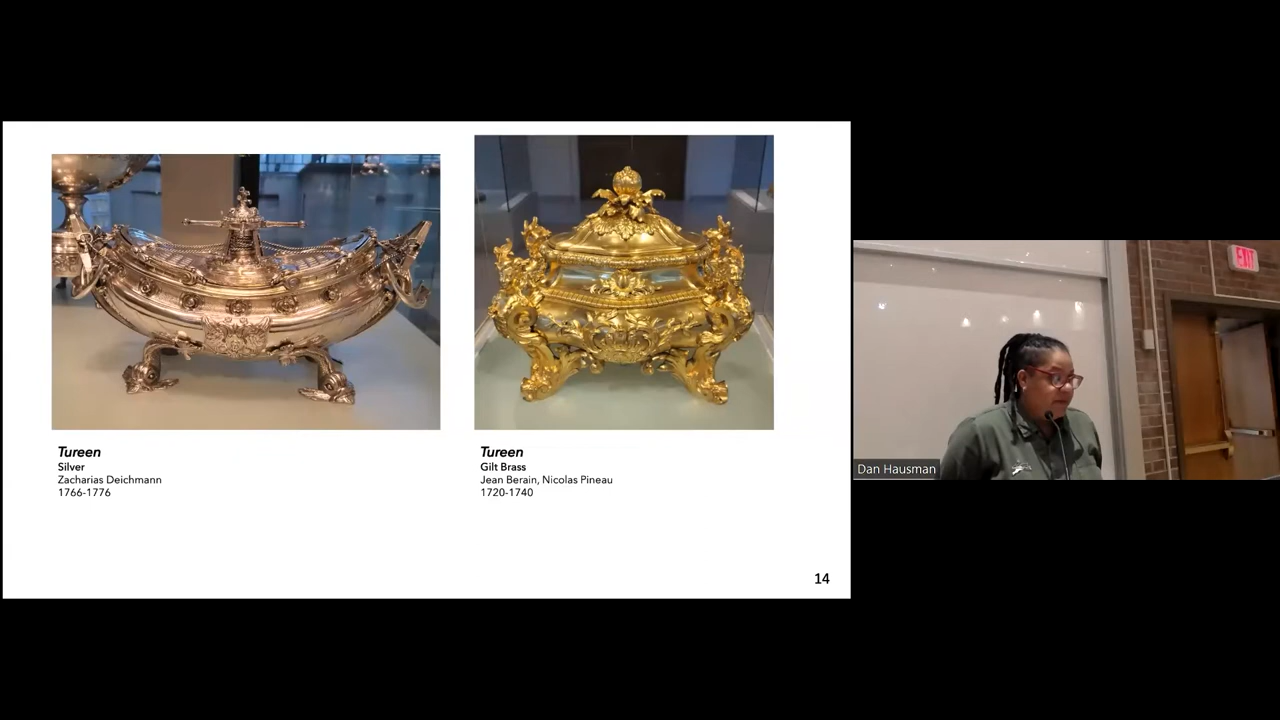 Tureen
Silver
Zacharias Deichmann
1766-1776
Tureen
Gilt Brass
Jean Berain, Nicolas Pineau
1720-1740
14
Dan Hausman
EXIT